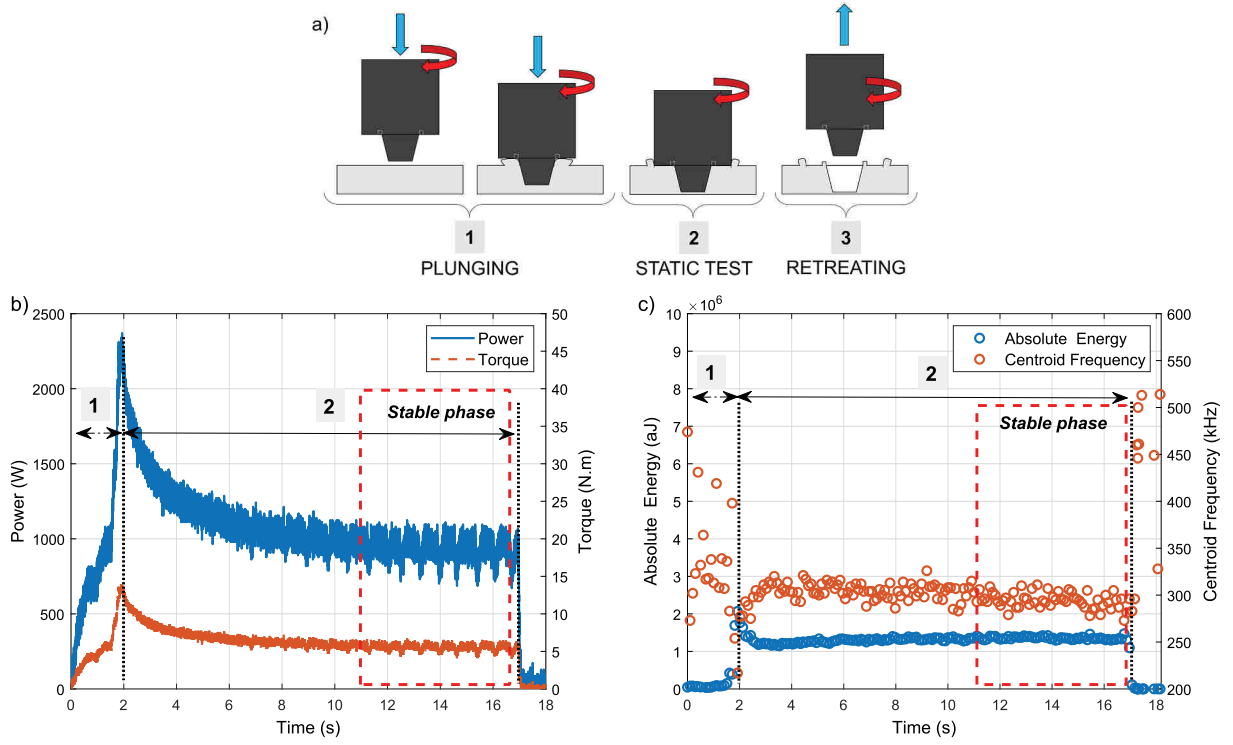 a)
1
2
3
PLUNGING
STATIC TEST
RETREATING
b)
2500
2000
1500
1000
500
0
Power (W)
50
45
40
35
30
25
20
15
10
5
0
Torque (N.m)
Power
Torque
1
2
Stable phase
0 2 4 6 8 10 12 14 16 18
Time (s)
c)
× 10^6
10
9
8
7
6
5
4
3
2
1
0
Absolute Energy (aJ)
600
550
500
450
400
350
300
250
200
Centroid Frequency (kHz)
Absolute Energy
Centroid Frequency
1
2
Stable phase
0 2 4 6 8 10 12 14 16 18
Time (s)